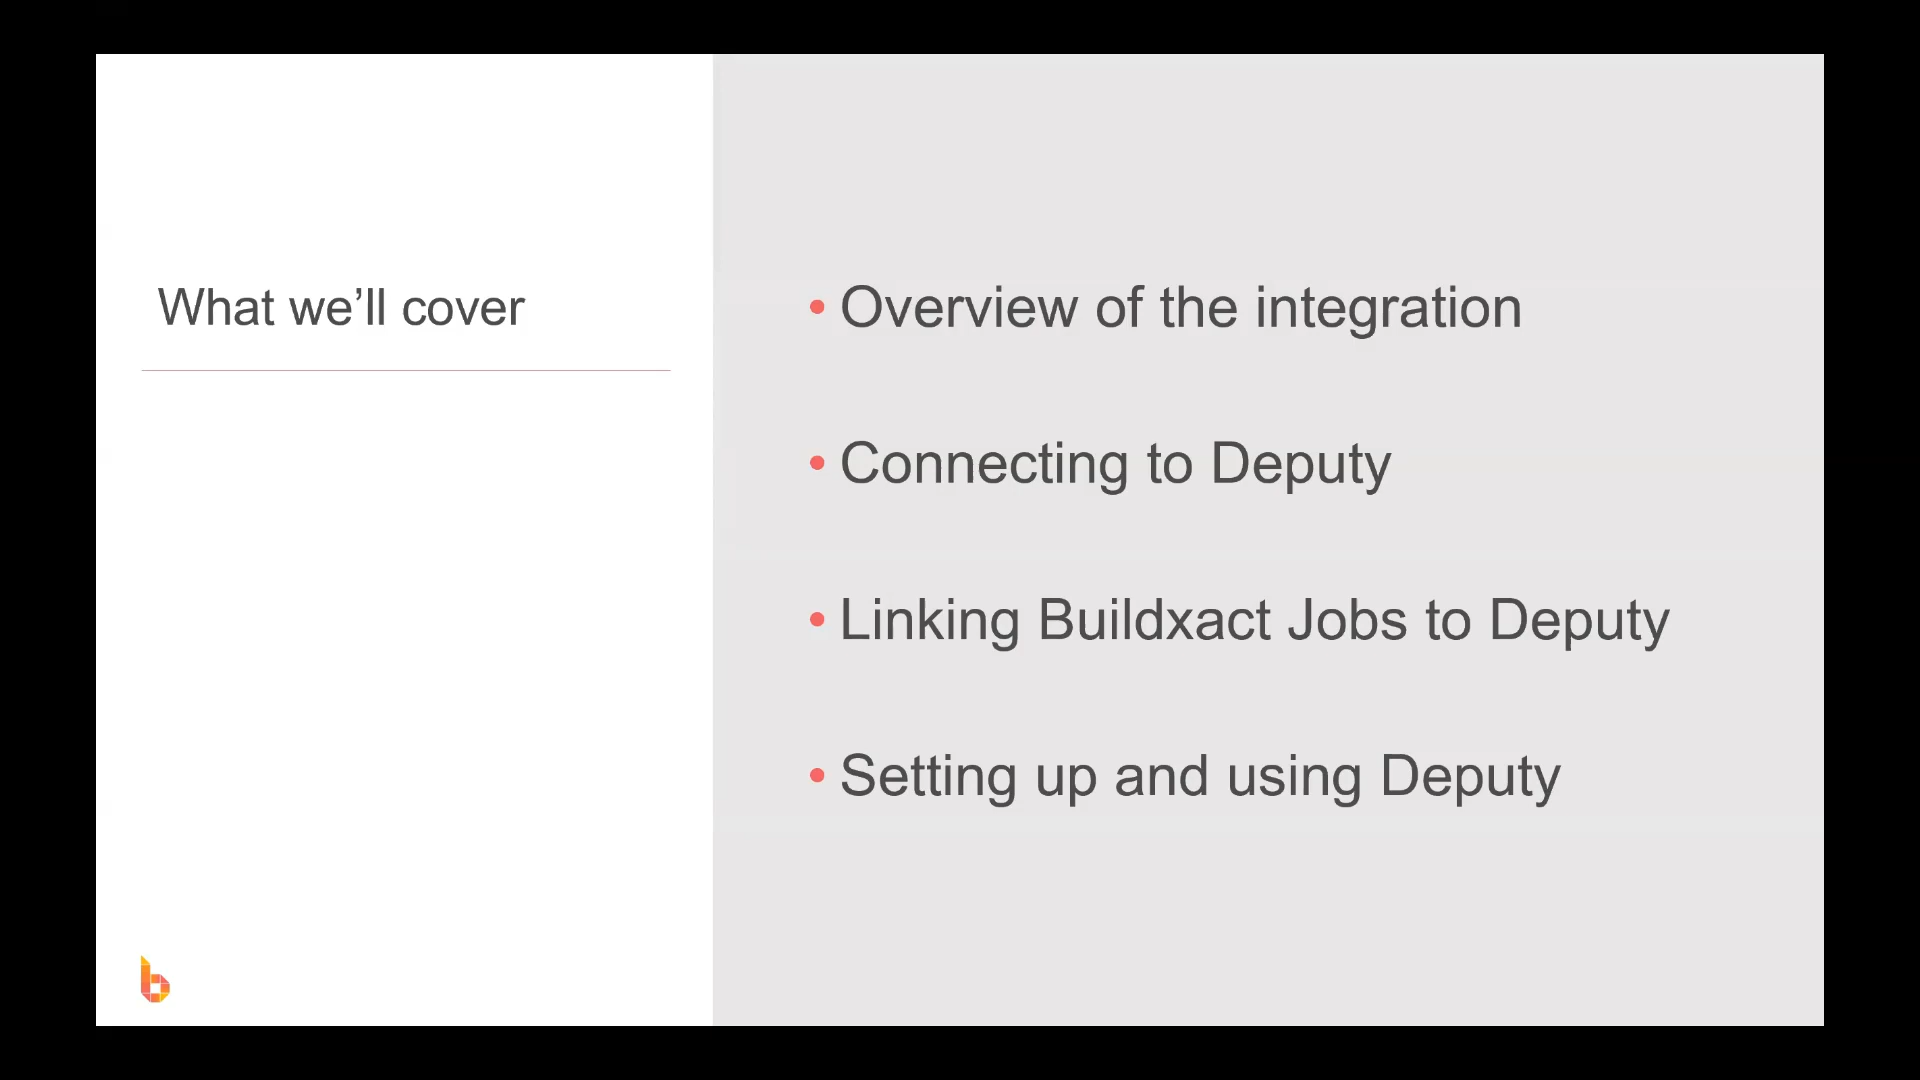 What we’ll cover
• Overview of the integration
• Connecting to Deputy
• Linking Buildxact Jobs to Deputy
• Setting up and using Deputy